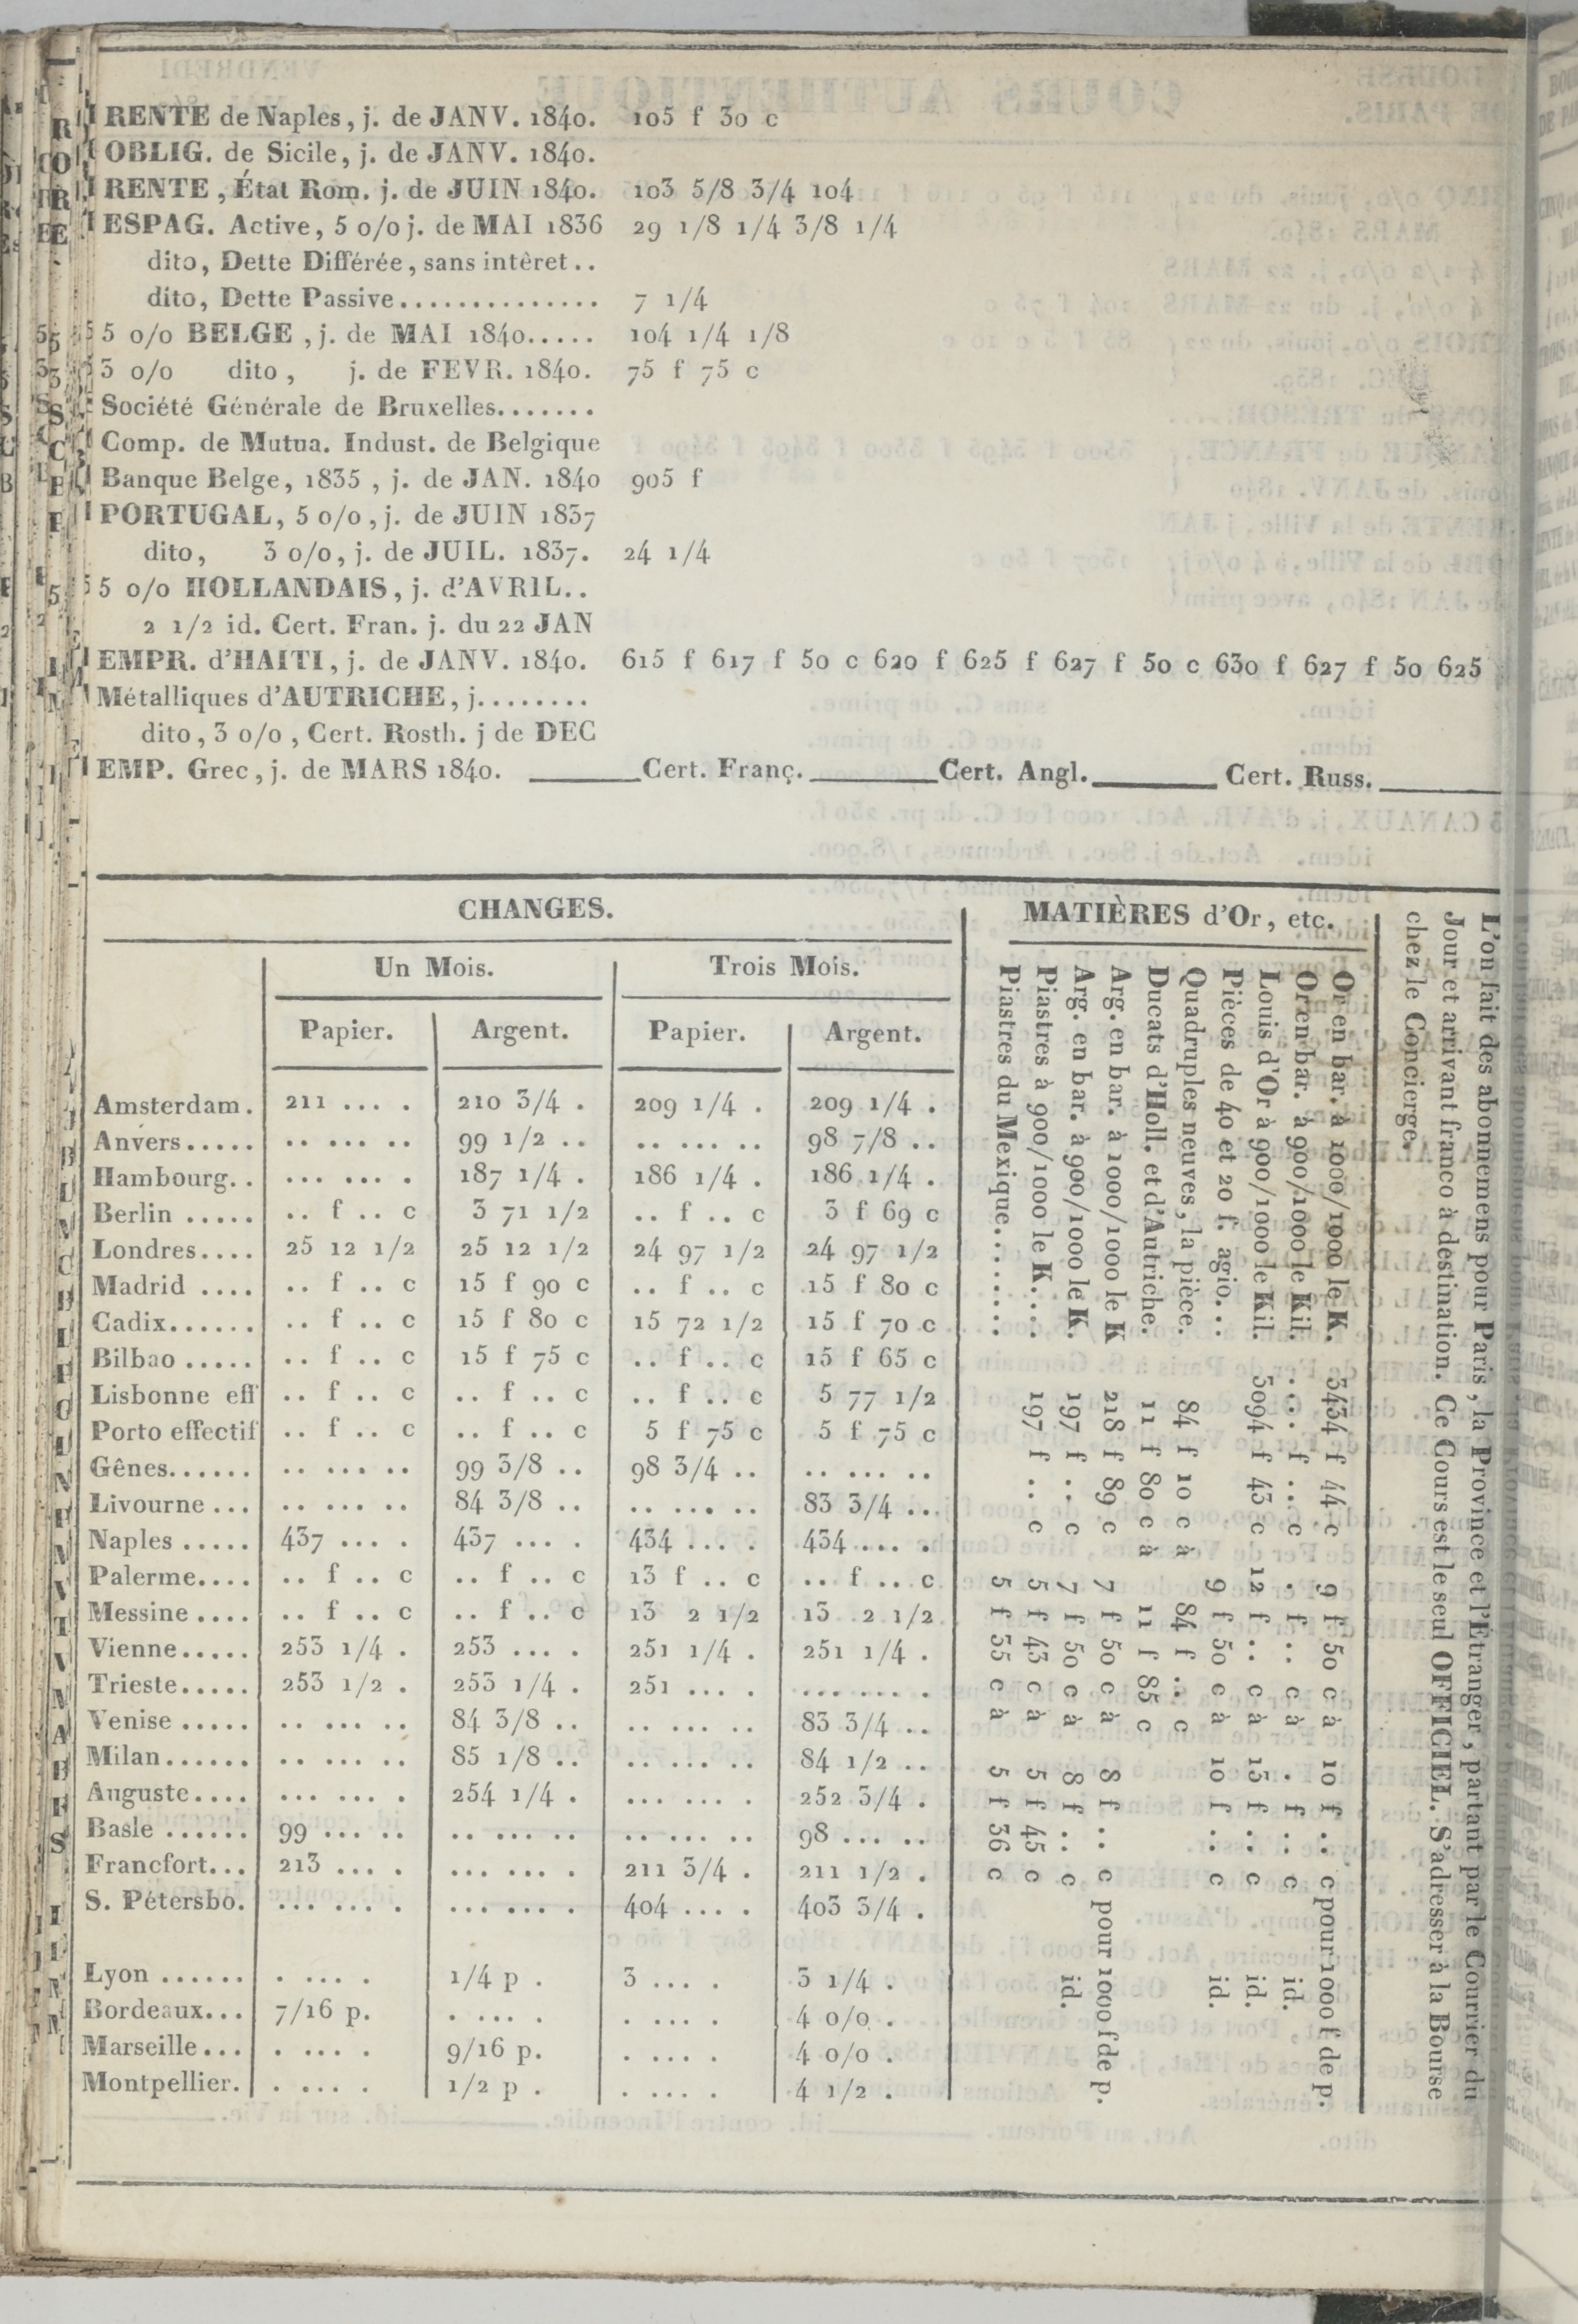 RENTE de Naples, j. de JANV. 1840. 105 f 30 c
OBLIG. de Sicile, j. de JANV. 1840.
RENTE, État Rom. j. de JUIN 1840. 103 5/8 3/4 104
ESPAG. Active, 5 o/o j. de MAI 1836 29 1/8 1/4 3/8 1/4
dito, Dette Différée, sans intêret..
dito, Dette Passive.............. 7 1/4
5 o/o BELGE, j. de MAI 1840..... 104 1/4 1/8
3 o/o dito, j. de FEVR. 1840. 75 f 75 c
Société Générale de Bruxelles.......
Comp. de Mutua. Indust. de Belgique
Banque Belge, 1835, j. de JAN. 1840 905 f
PORTUGAL, 5 o/o, j. de JUIN 1837
dito, 3 o/o, j. de JUIL. 1837. 24 1/4
5 o/o HOLLANDAIS, j. d'AVRIL..
2 1/2 id. Cert. Fran. j. du 22 JAN
EMPR. d'HAITI, j. de JANV. 1840. 615 f 617 f 50 c 620 f 625 f 627 f 50 c 630 f 627 f 50 625
Métalliques d'AUTRICHE, j........
dito, 3 o/o, Cert. Rosth. j de DEC
EMP. Grec, j. de MARS 1840. ______Cert. Franç.______Cert. Angl.______ Cert. Russ.______
CHANGES.
Un Mois. Trois Mois.
Papier. Argent. Papier. Argent.
Amsterdam. 211 .... . 210 3/4 . 209 1/4 . 209 1/4 .
Anvers..... .. ... .. 99 1/2 .. .. ... .. 98 7/8 ..
Hambourg.. ... ... . 187 1/4 . 186 1/4 . 186 1/4 .
Berlin ..... .. f .. c 3 71 1/2 .. f .. c 3 f 69 c
Londres.... 25 12 1/2 25 12 1/2 24 97 1/2 24 97 1/2
Madrid .... .. f .. c 15 f 90 c .. f .. c 15 f 80 c
Cadix...... .. f .. c 15 f 80 c 15 72 1/2 15 f 70 c
Bilbao ..... .. f .. c 15 f 75 c .. f .. c 15 f 65 c
Lisbonne eff .. f .. c .. f .. c .. f .. c 5 77 1/2
Porto effectif .. f .. c .. f .. c 5 f 75 c 5 f 75 c
Gênes...... .. ... .. 99 3/8 .. 98 3/4 .. .. ... ..
Livourne ... .. ... .. 84 3/8 .. .. ... .. 83 3/4 ...
Naples ..... 437 ... . 437 ... . 434 ... . 434 ... .
Palerme.... .. f .. c .. f .. c 13 f .. c .. f .. c
Messine .... .. f .. c .. f .. c 13 2 1/2 13 2 1/2
Vienne..... 253 1/4 . 253 ... . 251 1/4 . 251 1/4 .
Trieste..... 253 1/2 . 253 1/4 . 251 ... . ... ... .
Venise ..... .. ... .. 84 3/8 .. .. ... .. 83 3/4 ..
Milan...... .. ... .. 85 1/8 .. .. ... .. 84 1/2 ..
Auguste.... ... ... . 254 1/4 . ... ... . 252 3/4 .
Basle ...... 99 ... .. .. ... .. .. ... .. 98 ... ..
Francfort... 213 ... . ... ... . 211 3/4 . 211 1/2 .
S. Pétersbo. ... ... . ... ... . 404 ... . 403 3/4 .
Lyon ...... . ... . 1/4 p . 3 ... . 3 1/4 .
Bordeaux... 7/16 p. . ... . . ... . 4 o/o .
Marseille ... . ... . 9/16 p. . ... . 4 o/o .
Montpellier. . ... . 1/2 p . . ... . 4 1/2 .
MATIÈRES d'Or, etc.
Or en bar. à 1000/1000 le K. 3434 f 44 c 9 f 50 c à 10 f .. c pour 1000 f de p.
Or en bar. à 900/1000 le Kil. .... f .. c . f .. c à . f .. c id.
Louis d'Or à 900/1000 le Kil. 3094 f 43 c 12 f .. c à 13 f .. c id.
Pièces de 40 et 20 f. agio... 9 f 50 c à 10 f .. c id.
Quadruples neuves, la pièce. 84 f 10 c à 84 f .. c
Ducats d'Holl. et d'Autriche. 11 f 80 c à 11 f 85 c
Arg. en bar. à 1000/1000 le K 218 f 89 c 7 f 50 c à 8 f .. c pour 1000 f de p.
Arg. en bar. à 900/1000 le K. 197 f .. c 7 f 50 c à 8 f .. c id.
Piastres à 900/1000 le K.... 197 f .. c 5 f 43 c à 5 f 45 c
Piastres du Mexique........ 5 f 35 c à 5 f 36 c
L'on fait des abonnemens pour Paris, la Province et l'Étranger, partant par le Courrier du
Jour et arrivant franco à destination. Ce Cours est le seul OFFICIEL. S'adresser à la Bourse
chez le Concierge.